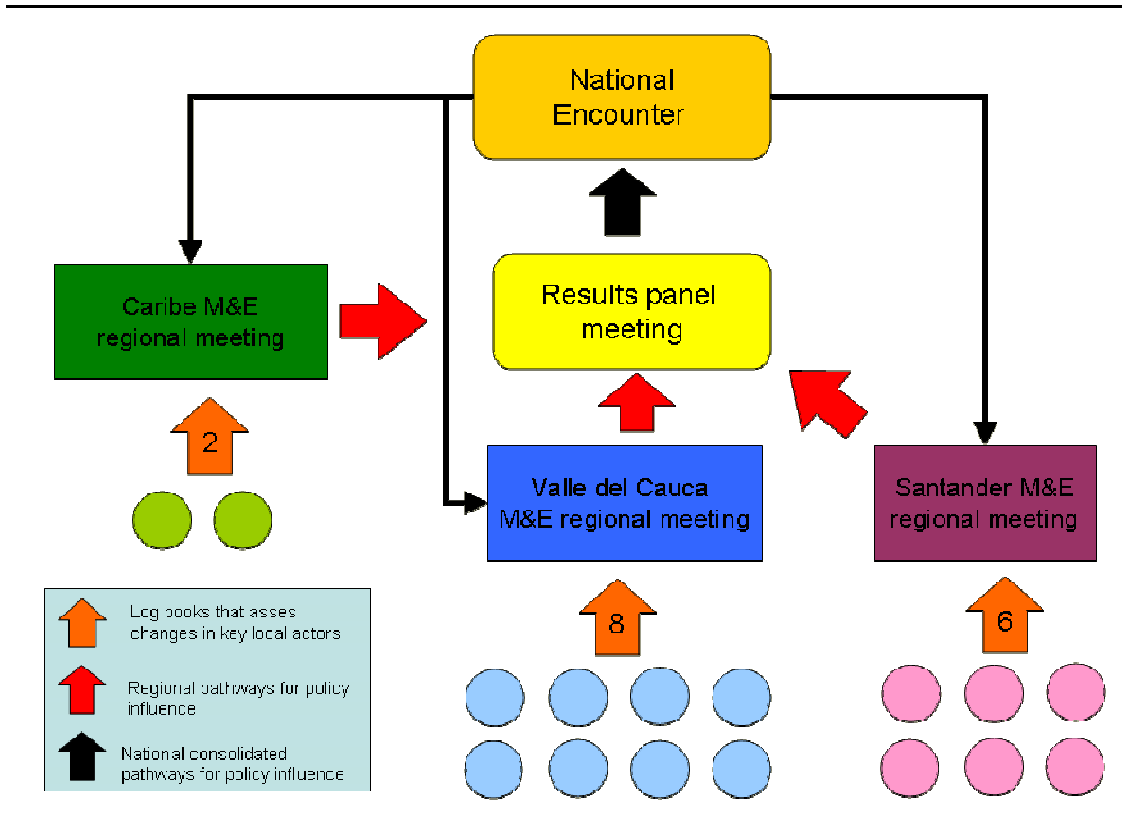 National
Encounter
Caribe M&E
regional meeting
Results panel
meeting
2
Valle del Cauca
M&E regional meeting
Santander M&E
regional meeting
8
6
Log books that asses
changes in key local actors
Regional pathways for policy
influence
National consolidated
pathways for policy influence